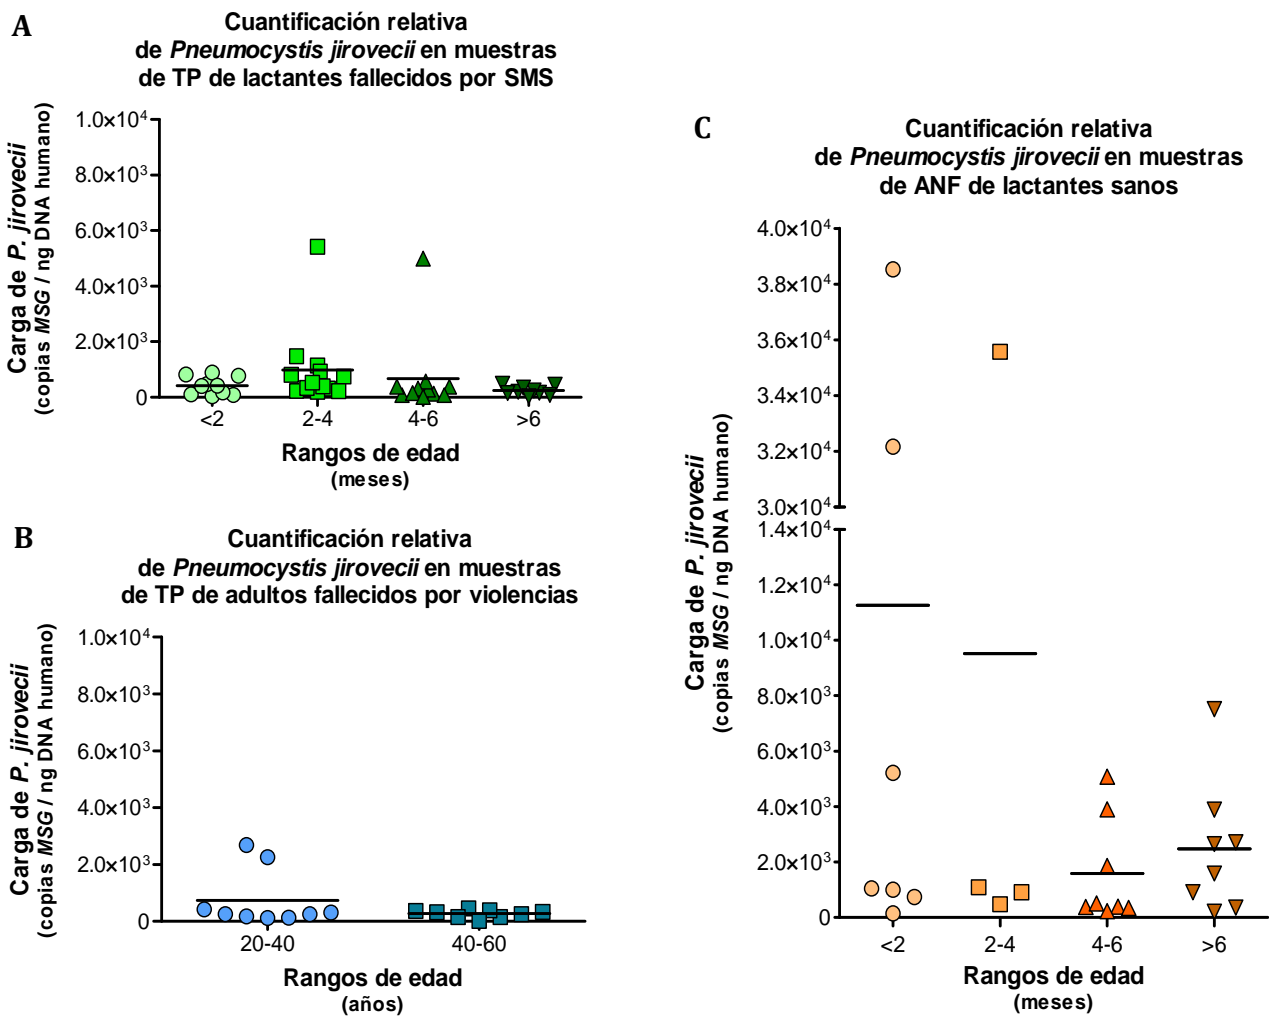 A
Cuantificación relativa
de Pneumocystis jirovecii en muestras
de TP de lactantes fallecidos por SMS
Carga de P. jirovecii
(copias MSG / ng DNA humano)
1.0×10⁴
8.0×10³
6.0×10³
4.0×10³
2.0×10³
0
<2 2-4 4-6 >6
Rangos de edad
(meses)
B
Cuantificación relativa
de Pneumocystis jirovecii en muestras
de TP de adultos fallecidos por violencias
Carga de P. jirovecii
(copias MSG / ng DNA humano)
1.0×10⁴
8.0×10³
6.0×10³
4.0×10³
2.0×10³
0
20-40 40-60
Rangos de edad
(años)
C
Cuantificación relativa
de Pneumocystis jirovecii en muestras
de ANF de lactantes sanos
Carga de P. jirovecii
(copias MSG / ng DNA humano)
4.0×10⁴
3.8×10⁴
3.6×10⁴
3.4×10⁴
3.2×10⁴
3.0×10⁴
1.4×10⁴
1.2×10⁴
1.0×10⁴
8.0×10³
6.0×10³
4.0×10³
2.0×10³
0
<2 2-4 4-6 >6
Rangos de edad
(meses)